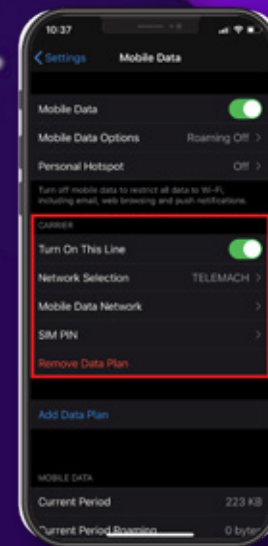 10:37
Settings
Mobile Data
Mobile Data
Mobile Data Options Roaming Off
Personal Hotspot Off
Turn off mobile data to restrict all data to Wi-Fi,
including email, web browsing and push notifications.
CARRIER
Turn On This Line
Network Selection TELEMACH
Mobile Data Network
SIM PIN
Remove Data Plan
Add Data Plan
MOBILE DATA
Current Period 223 KB
Current Period Roaming 0 bytes